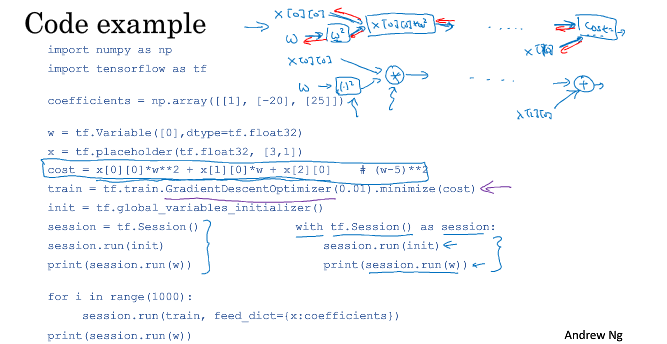 Code example
x[0][0]
w
w²
x[0][0]*w²
cost=
x[0][0]
w
(·)²
*
+
x[2][0]
import numpy as np
import tensorflow as tf
coefficients = np.array([[1], [-20], [25]])
w = tf.Variable([0],dtype=tf.float32)
x = tf.placeholder(tf.float32, [3,1])
cost = x[0][0]*w**2 + x[1][0]*w + x[2][0]    # (w-5)**2
train = tf.train.GradientDescentOptimizer(0.01).minimize(cost)
init = tf.global_variables_initializer()
session = tf.Session()
session.run(init)
print(session.run(w))
with tf.Session() as session:
session.run(init)
print(session.run(w))
for i in range(1000):
session.run(train, feed_dict={x:coefficients})
print(session.run(w))
Andrew Ng